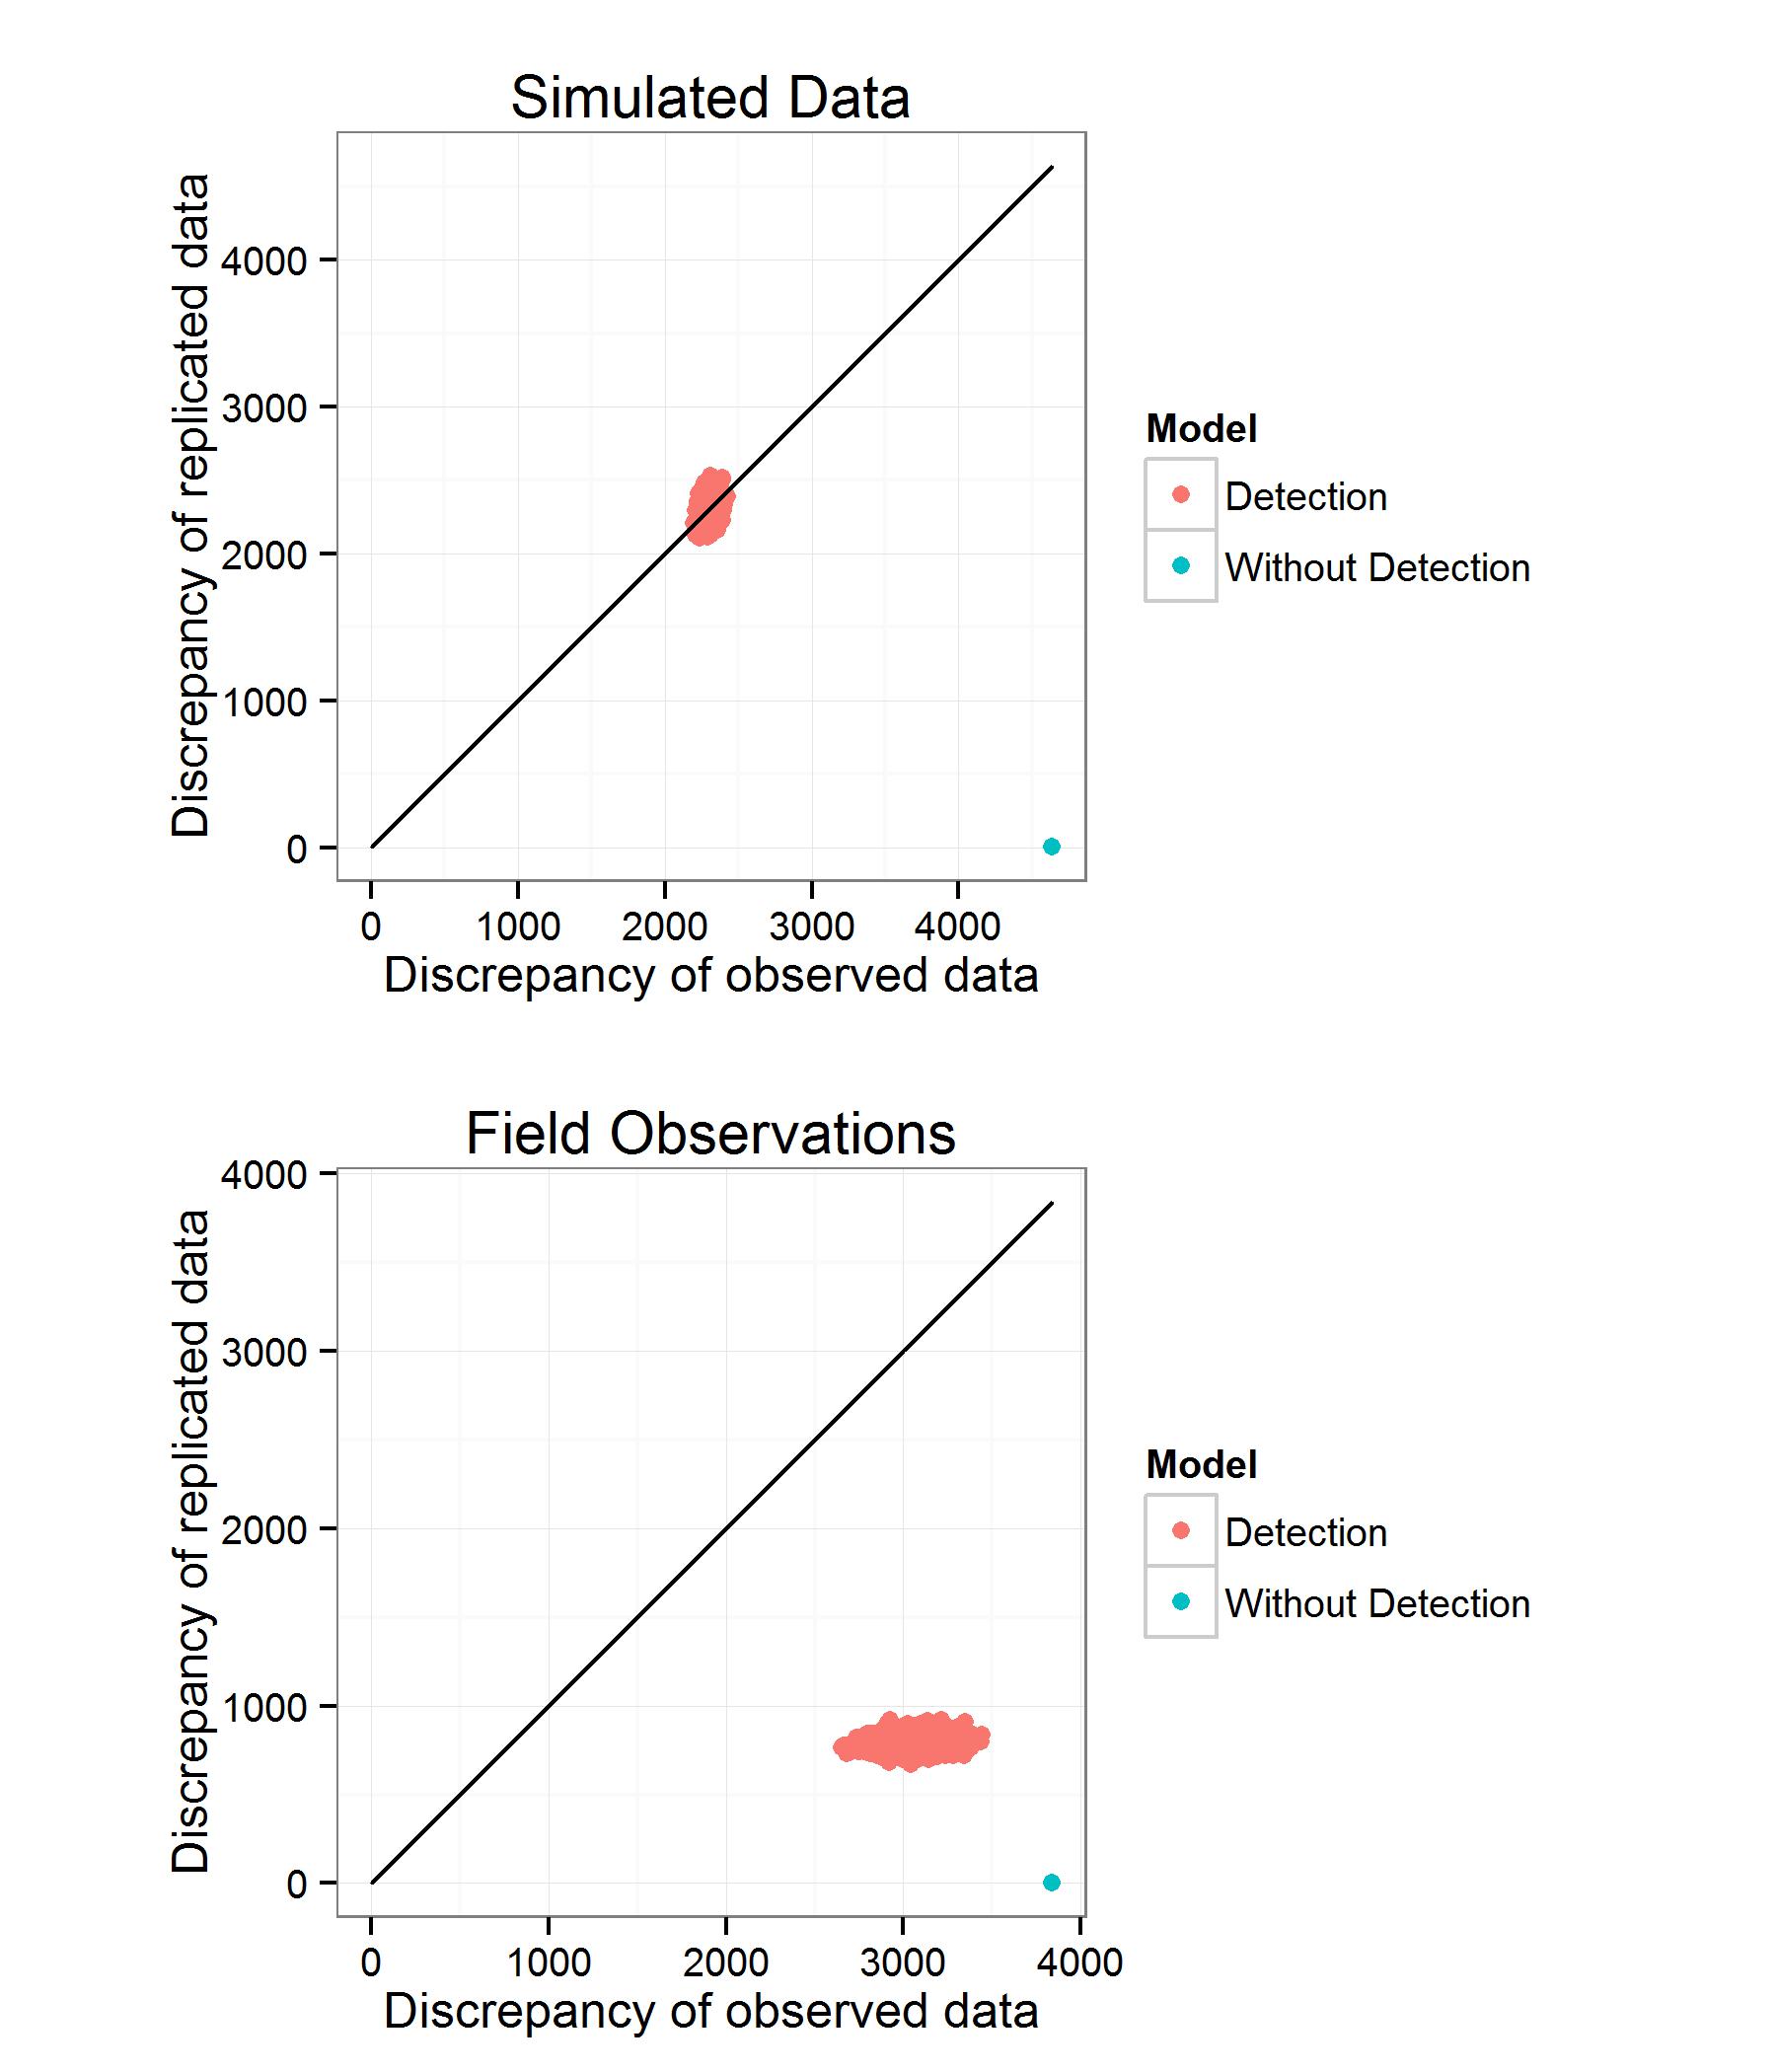 Simulated Data
Discrepancy of replicated data
4000
3000
2000
1000
0
0 1000 2000 3000 4000
Discrepancy of observed data
Model
Detection
Without Detection
Field Observations
Discrepancy of replicated data
4000
3000
2000
1000
0
0 1000 2000 3000 4000
Discrepancy of observed data
Model
Detection
Without Detection